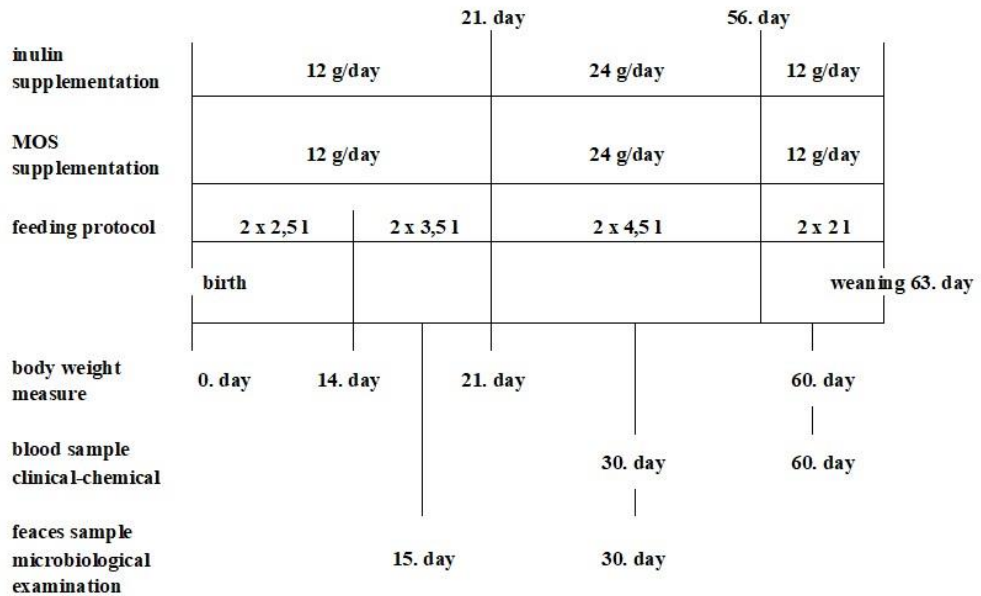 21. day 56. day
inulin
supplementation
12 g/day 24 g/day 12 g/day
MOS
supplementation
12 g/day 24 g/day 12 g/day
feeding protocol 2 x 2,5 l 2 x 3,5 l 2 x 4,5 l 2 x 2 l
birth weaning 63. day
body weight
measure
0. day 14. day 21. day 60. day
blood sample
clinical-chemical
30. day 60. day
feaces sample
microbiological
examination
15. day 30. day